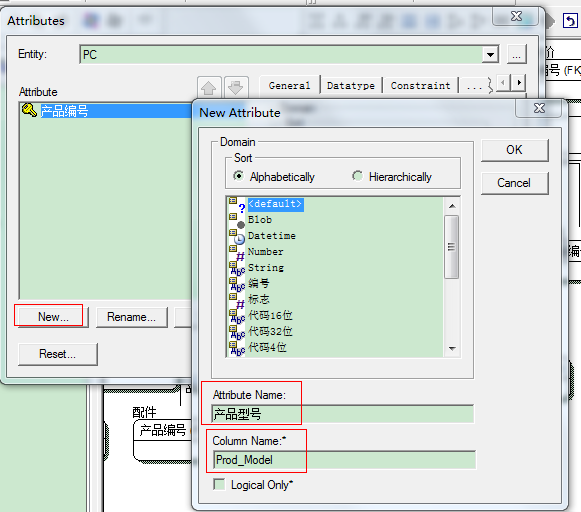 Attributes
价
Entity:
PC
...
编号 (FK
Attribute
General
Datatype
Constraint
...
产品编号
New Attribute
Domain
Sort
Alphabetically
Hierarchically
OK
Cancel
<default>
Blob
Datetime
Number
String
编号
标志
代码16位
代码32位
代码4位
New...
Rename...
Reset...
Attribute Name:
产品型号
配件
产品编号
Column Name:*
Prod_Model
Logical Only*